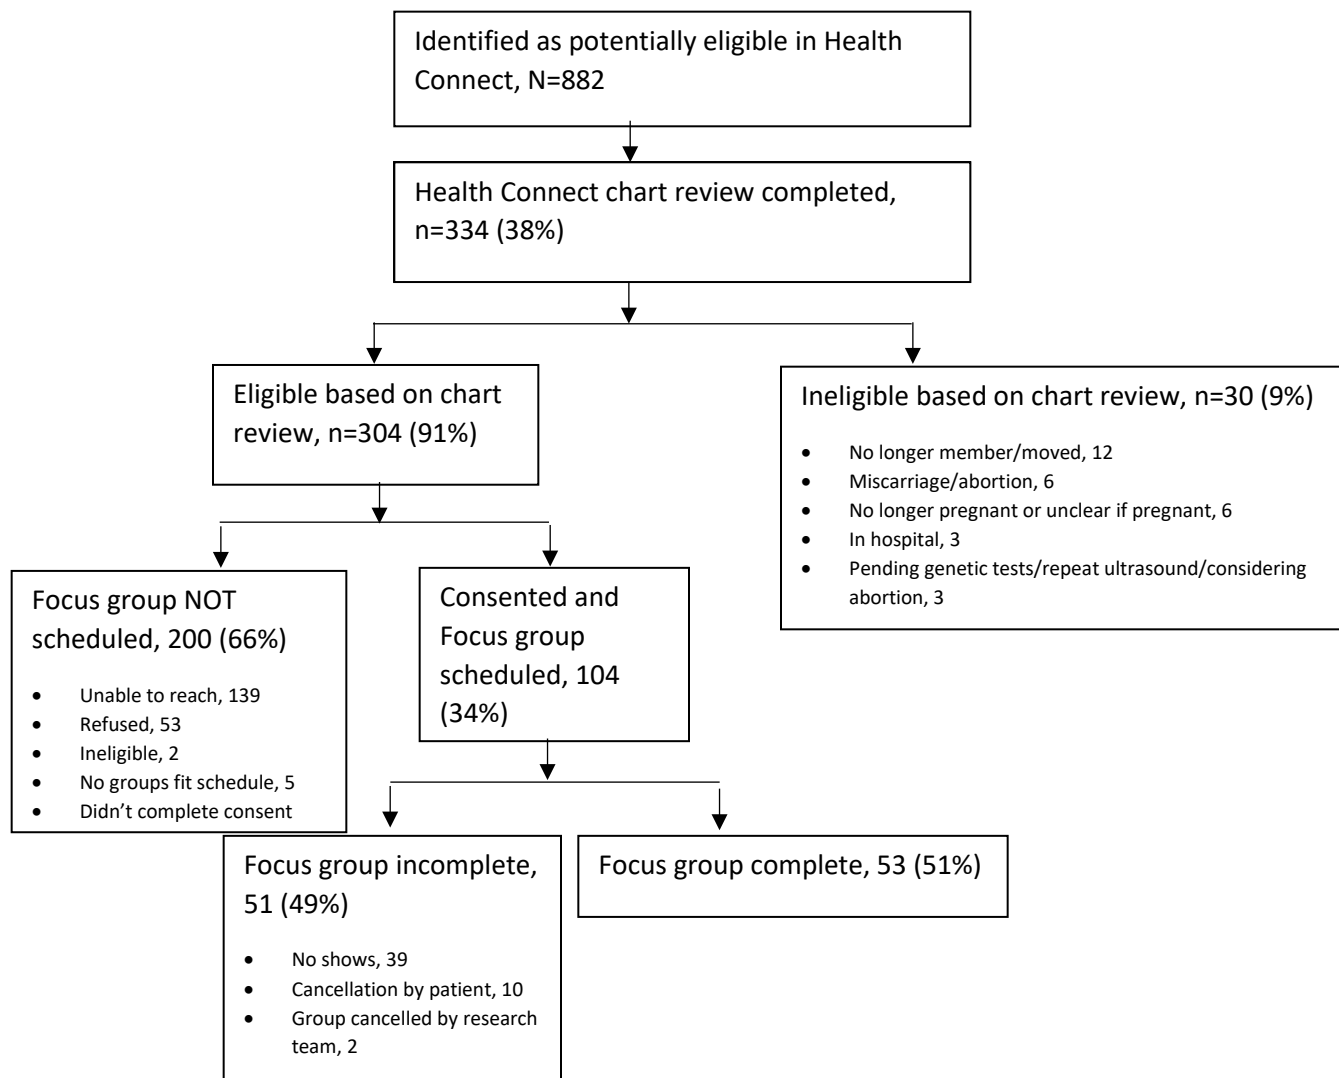 Identified as potentially eligible in Health
Connect, N=882
Health Connect chart review completed,
n=334 (38%)
Eligible based on chart
review, n=304 (91%)
Ineligible based on chart review, n=30 (9%)
• No longer member/moved, 12
• Miscarriage/abortion, 6
• No longer pregnant or unclear if pregnant, 6
• In hospital, 3
• Pending genetic tests/repeat ultrasound/considering
abortion, 3
Focus group NOT
scheduled, 200 (66%)
• Unable to reach, 139
• Refused, 53
• Ineligible, 2
• No groups fit schedule, 5
• Didn’t complete consent
Consented and
Focus group
scheduled, 104
(34%)
Focus group incomplete,
51 (49%)
• No shows, 39
• Cancellation by patient, 10
• Group cancelled by research
team, 2
Focus group complete, 53 (51%)